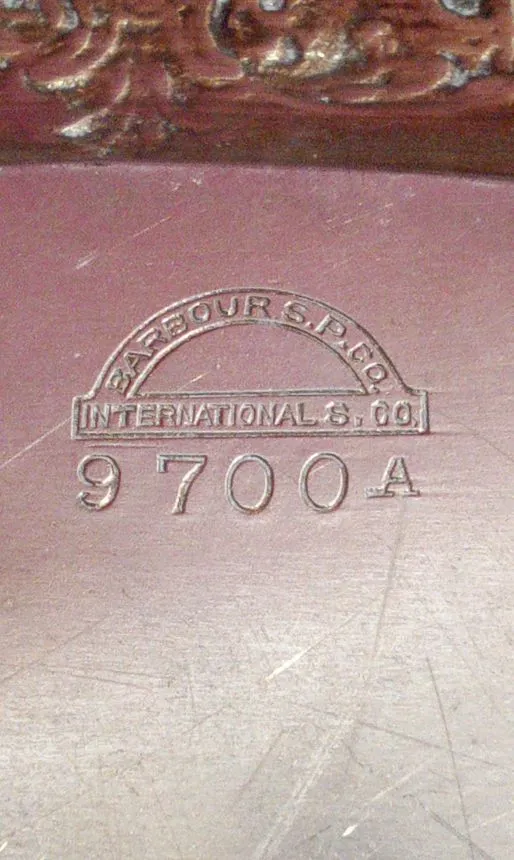 BARBOUR S.P. CO.
INTERNATIONAL S. CO.
9700A